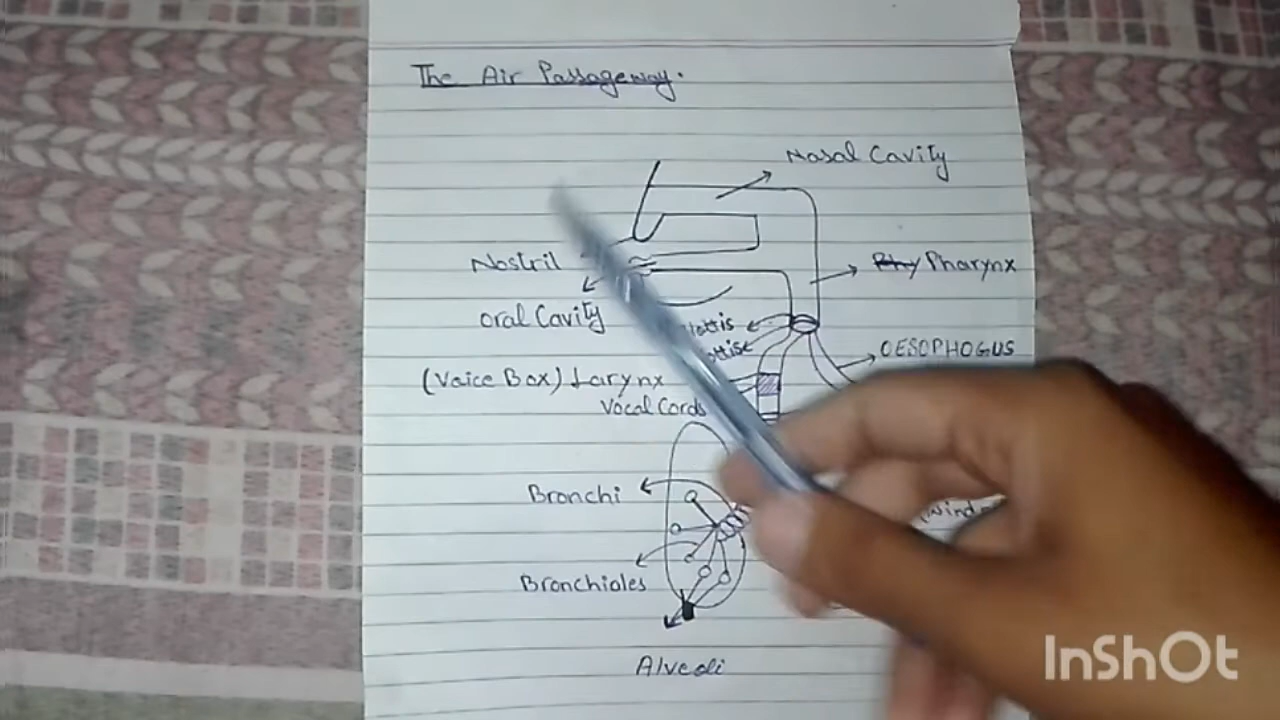 The Air Passageway.
Nasal Cavity
Nostril
Pharynx
Oral Cavity
OESOPHOGUS
(Voice Box) Larynx
Vocal Cords
Bronchi
Bronchioles
Alveoli
InShOt